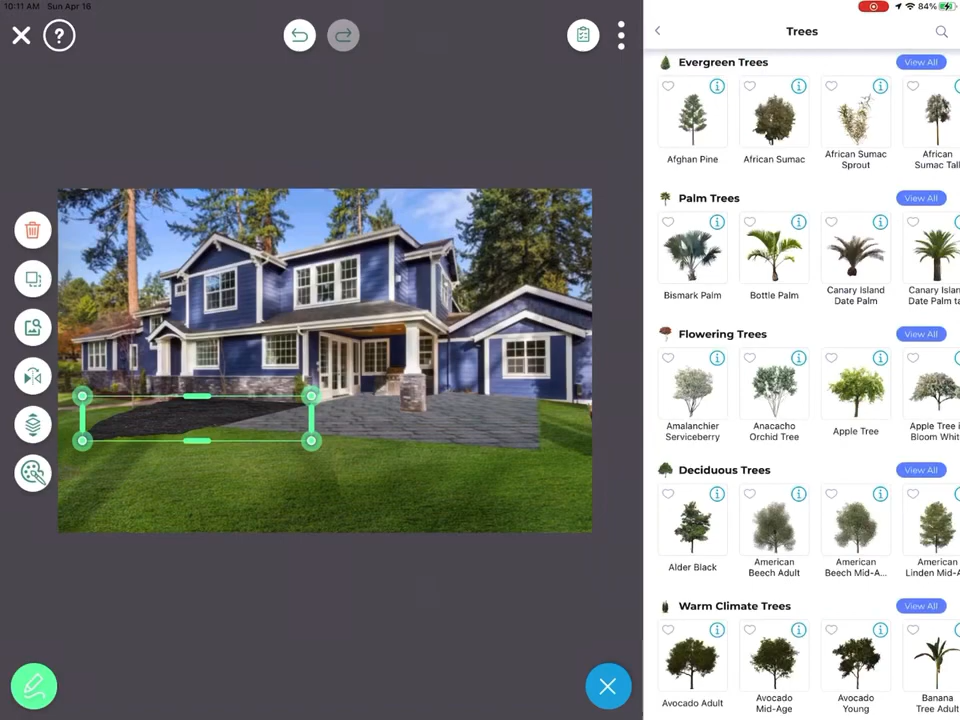 10:11 AM Sun Apr 16
84%
Trees
Evergreen Trees
View All
Afghan Pine
African Sumac
African Sumac
Sprout
African
Sumac Tall
Palm Trees
View All
Bismark Palm
Bottle Palm
Canary Island
Date Palm
Canary Islan
Date Palm ta
Flowering Trees
View All
Amalanchier
Serviceberry
Anacacho
Orchid Tree
Apple Tree
Apple Tree i
Bloom Whit
Deciduous Trees
View All
Alder Black
American
Beech Adult
American
Beech Mid-A...
American
Linden Mid-A
Warm Climate Trees
View All
Avocado Adult
Avocado
Mid-Age
Avocado
Young
Banana
Tree Adult